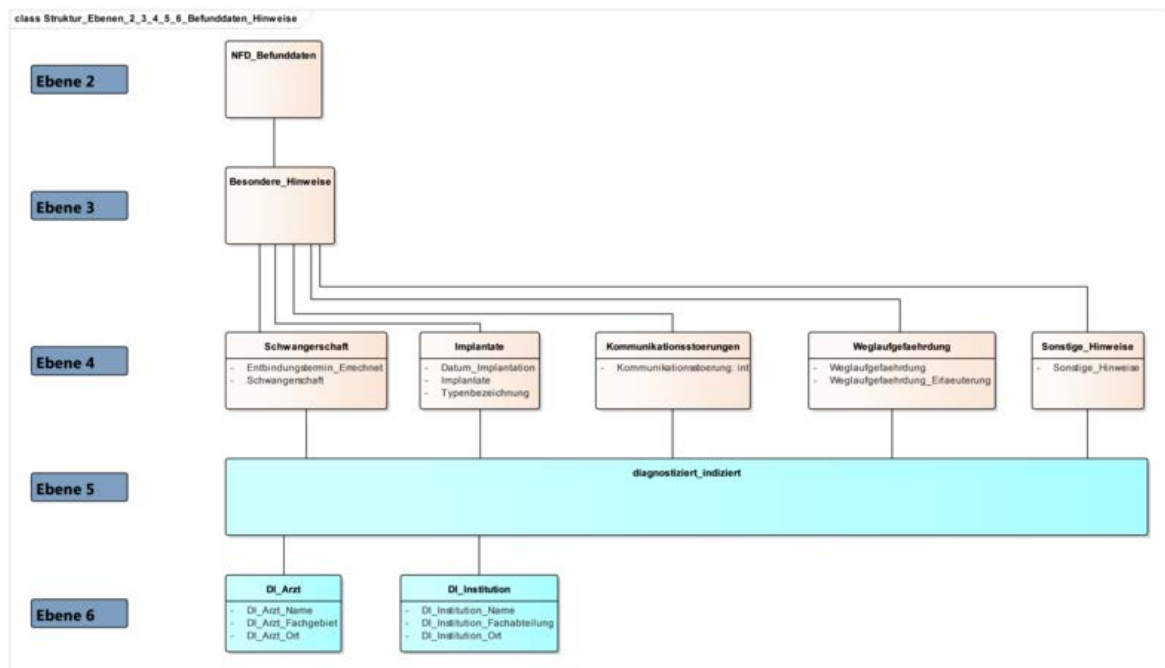 class Struktur_Ebenen_2_3_4_5_6_Befunddaten_Hinweise
Ebene 2
NFD_Befunddaten
Ebene 3
Besondere_Hinweise
Ebene 4
Schwangerschaft
- Entbindungstermin_Errechnet
- Schwangerschaft
Implantate
- Datum_Implantation
- Implantate
- Typenbezeichnung
Kommunikationsstoerungen
- Kommunikationsstoerung: int
Weglaufgefaehrdung
- Weglaufgefaehrdung
- Weglaufgefaehrdung_Erlaeuterung
Sonstige_Hinweise
- Sonstige_Hinweise
Ebene 5
diagnostiziert_indiziert
Ebene 6
DI_Arzt
- DI_Arzt_Name
- DI_Arzt_Fachgebiet
- DI_Arzt_Ort
DI_Institution
- DI_Institution_Name
- DI_Institution_Fachabteilung
- DI_Institution_Ort